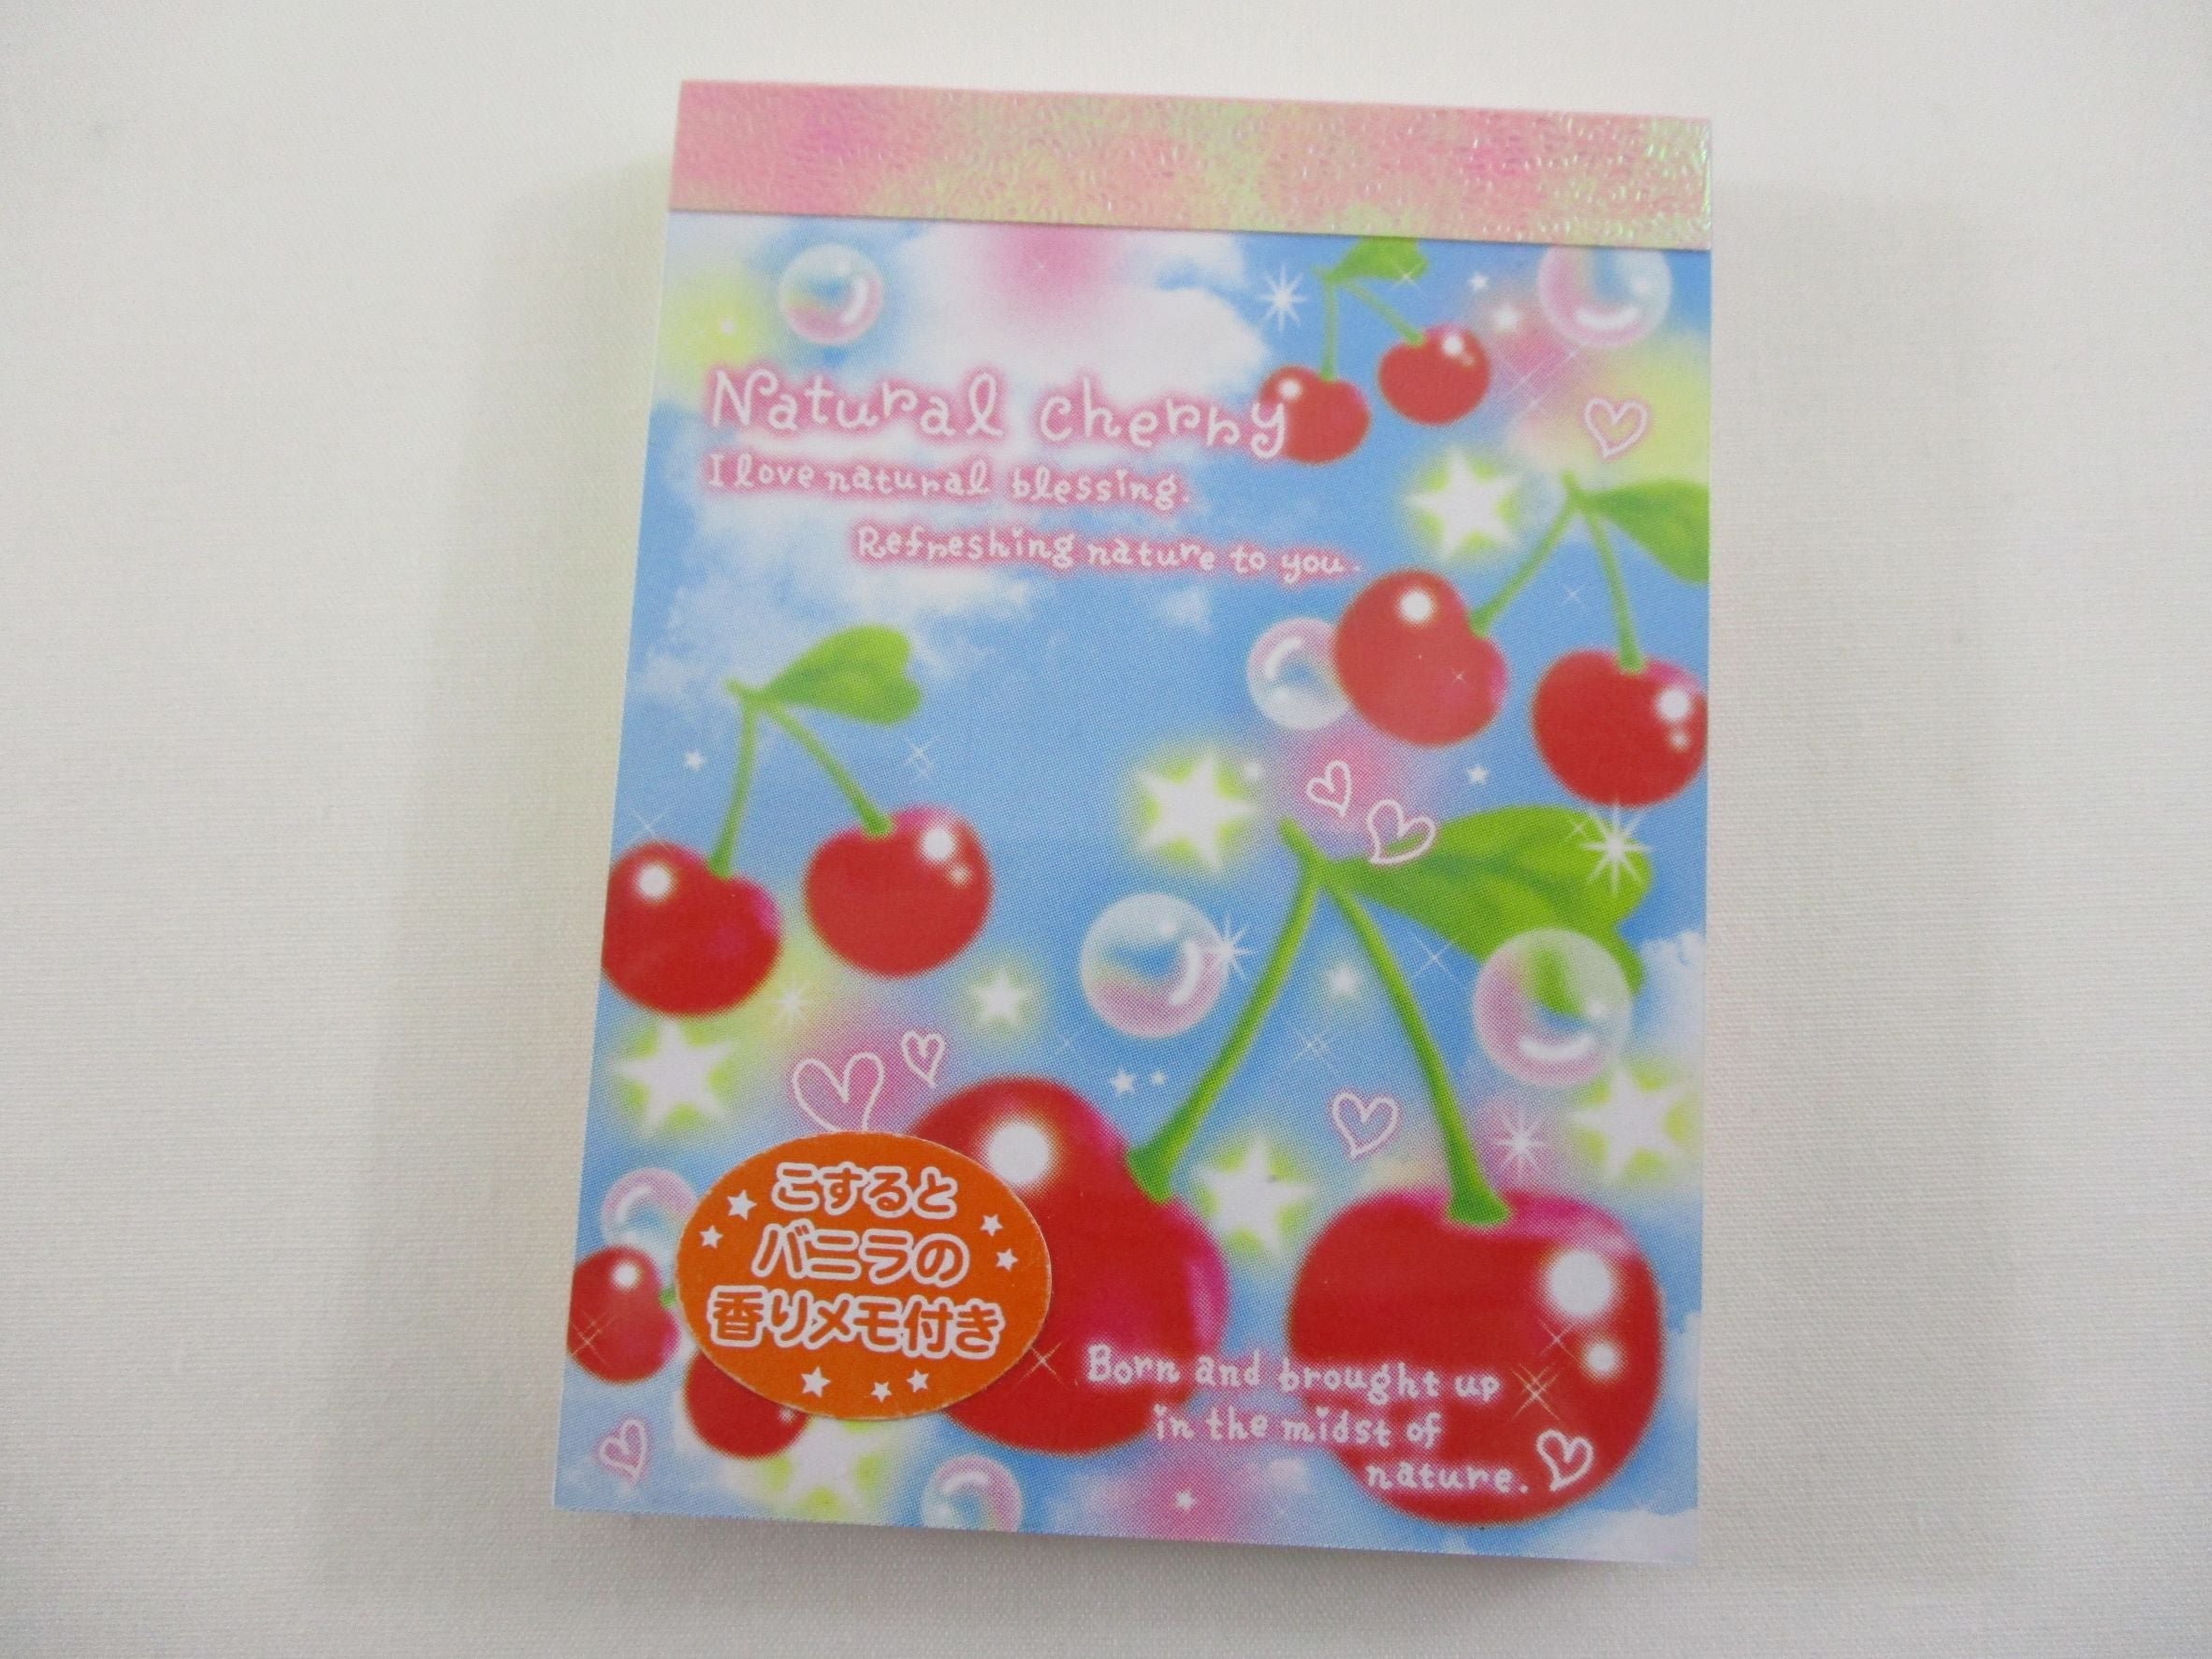 Natural cherry
I love natural blessing.
Refreshing nature to you.
こすると
バニラの
香りメモ付き
Born and brought up
in the midst of
nature.